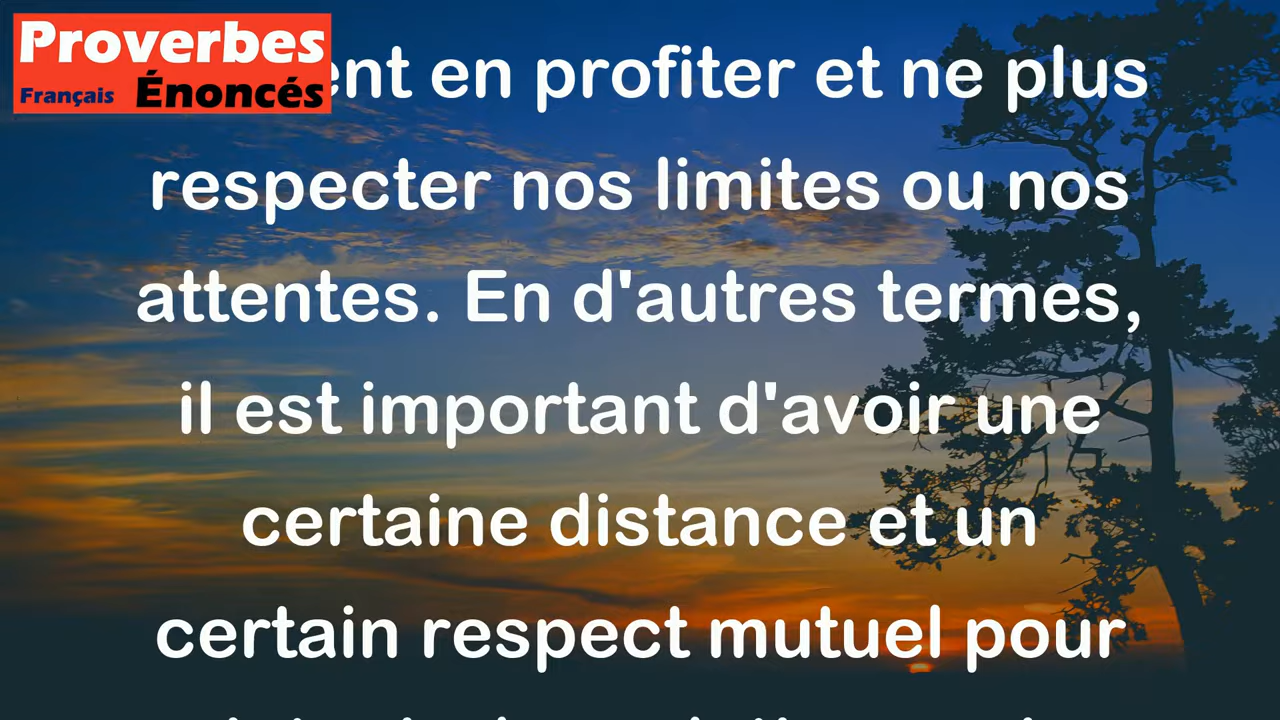 Proverbes
Français Énoncés
en profiter et ne plus
respecter nos limites ou nos
attentes. En d'autres termes,
il est important d'avoir une
certaine distance et un
certain respect mutuel pour